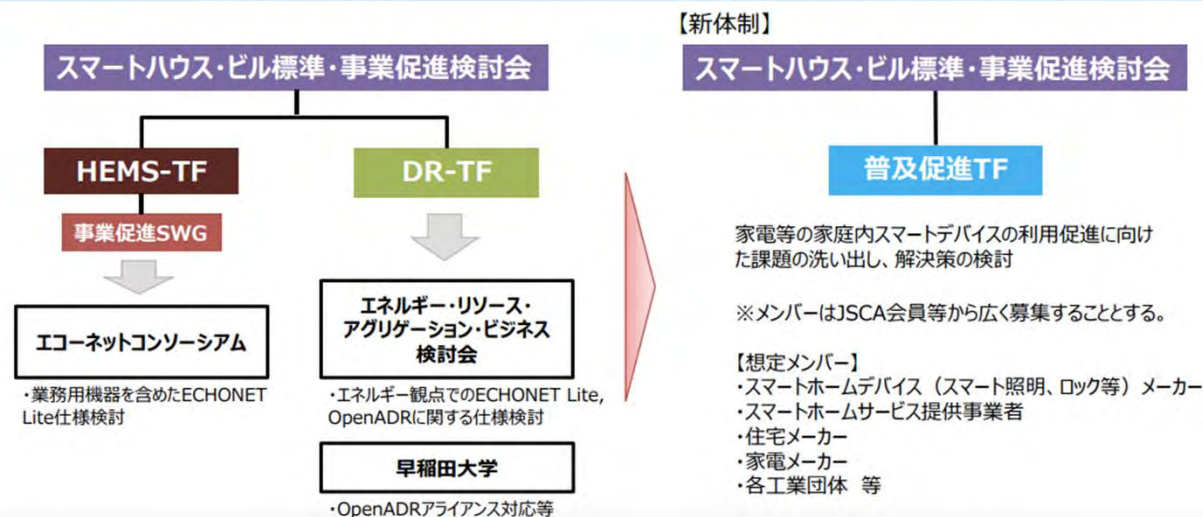 スマートハウス・ビル標準・事業促進検討会
HEMS-TF
事業促進SWG
エコーネットコンソーシアム
・業務用機器を含めたECHONET
Lite仕様検討
DR-TF
エネルギー・リソース・
アグリゲーション・ビジネス
検討会
・エネルギー観点でのECHONET Lite,
OpenADRに関する仕様検討
早稲田大学
・OpenADRアライアンス対応等
【新体制】
スマートハウス・ビル標準・事業促進検討会
普及促進TF
家電等の家庭内スマートデバイスの利用促進に向け
た課題の洗い出し、解決策の検討
※メンバーはJSCA会員等から広く募集することとする。
【想定メンバー】
・スマートホームデバイス（スマート照明、ロック等）メーカー
・スマートホームサービス提供事業者
・住宅メーカー
・家電メーカー
・各工業団体 等